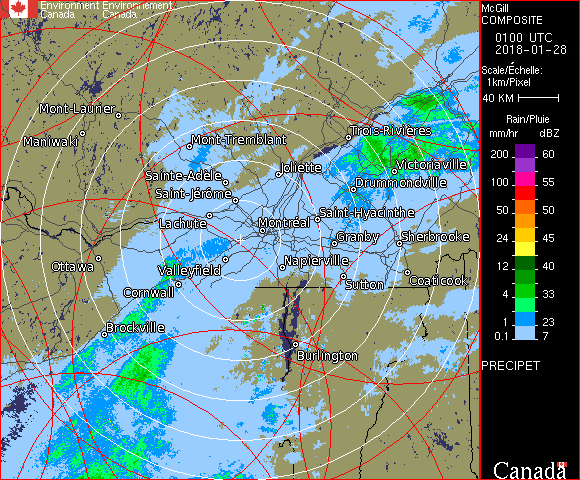 Environment Environnement
Canada Canada
McGill
COMPOSITE
0100 UTC
2018-01-28
Scale/Échelle:
1km/Pixel
40 KM
Rain/Pluie
mm/hr dBZ
200 60
100 55
50 50
50 45
24 35
12 40
4 33
1 30
0.1 23
7
PRECIPET
Mont-Laurier
Maniwaki
Mont-Tremblant
Trois-Rivières
Joliette
Victoriaville
Sainte-Adèle
Drummondville
Saint-Jérôme
Saint-Hyacinthe
Lachute
Montréal
Granby
Sherbrooke
Ottawa
Valleyfield
Napierville
Sutton
Coaticook
Cornwall
Brockville
Burlington
Canada